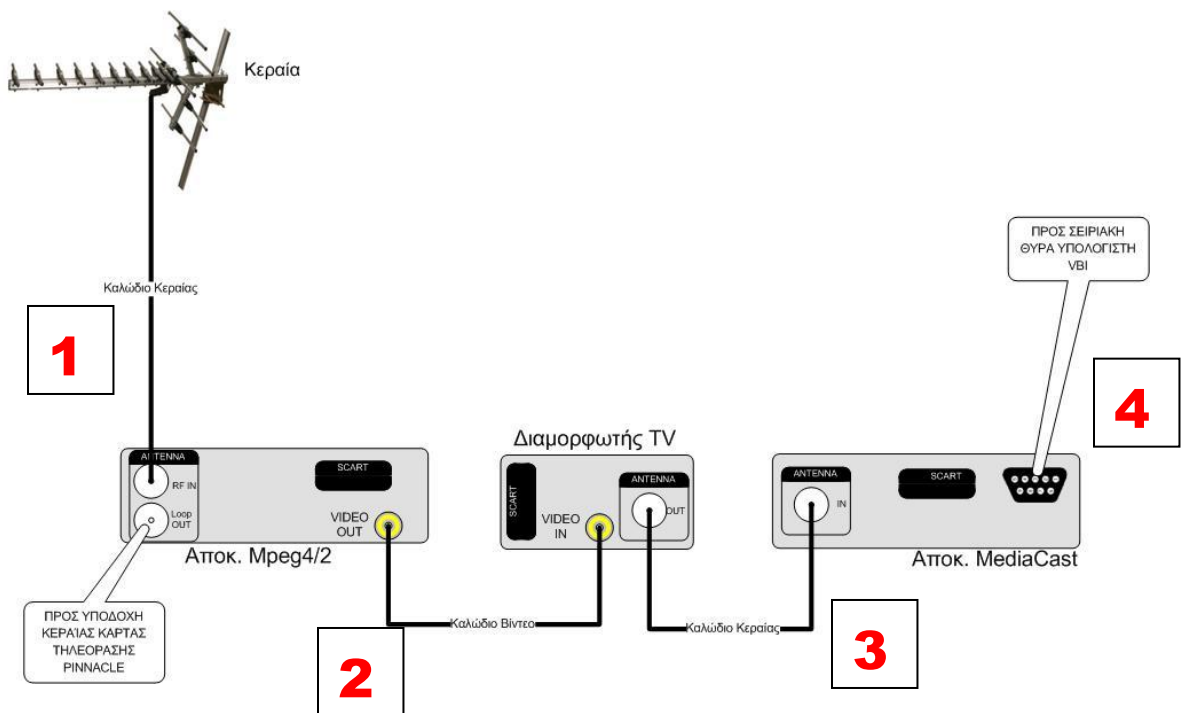 Κεραία
ΠΡΟΣ ΣΕΙΡΙΑΚΗ
ΘΥΡΑ ΥΠΟΛΟΓΙΣΤΗ
VBI
Καλώδιο Κεραίας
1
4
Διαμορφωτής TV
ANTENNA
RF IN
Loop
OUT
SCART
VIDEO
OUT
Αποκ. Mpeg4/2
SCART
VIDEO
IN
ANTENNA
OUT
ANTENNA
IN
SCART
Αποκ. MediaCast
ΠΡΟΣ ΥΠΟΔΟΧΗ
ΚΕΡΑΙΑΣ ΚΑΡΤΑΣ
ΤΗΛΕΟΡΑΣΗΣ
PINNACLE
Καλώδιο Βίντεο
Καλώδιο Κεραίας
2
3